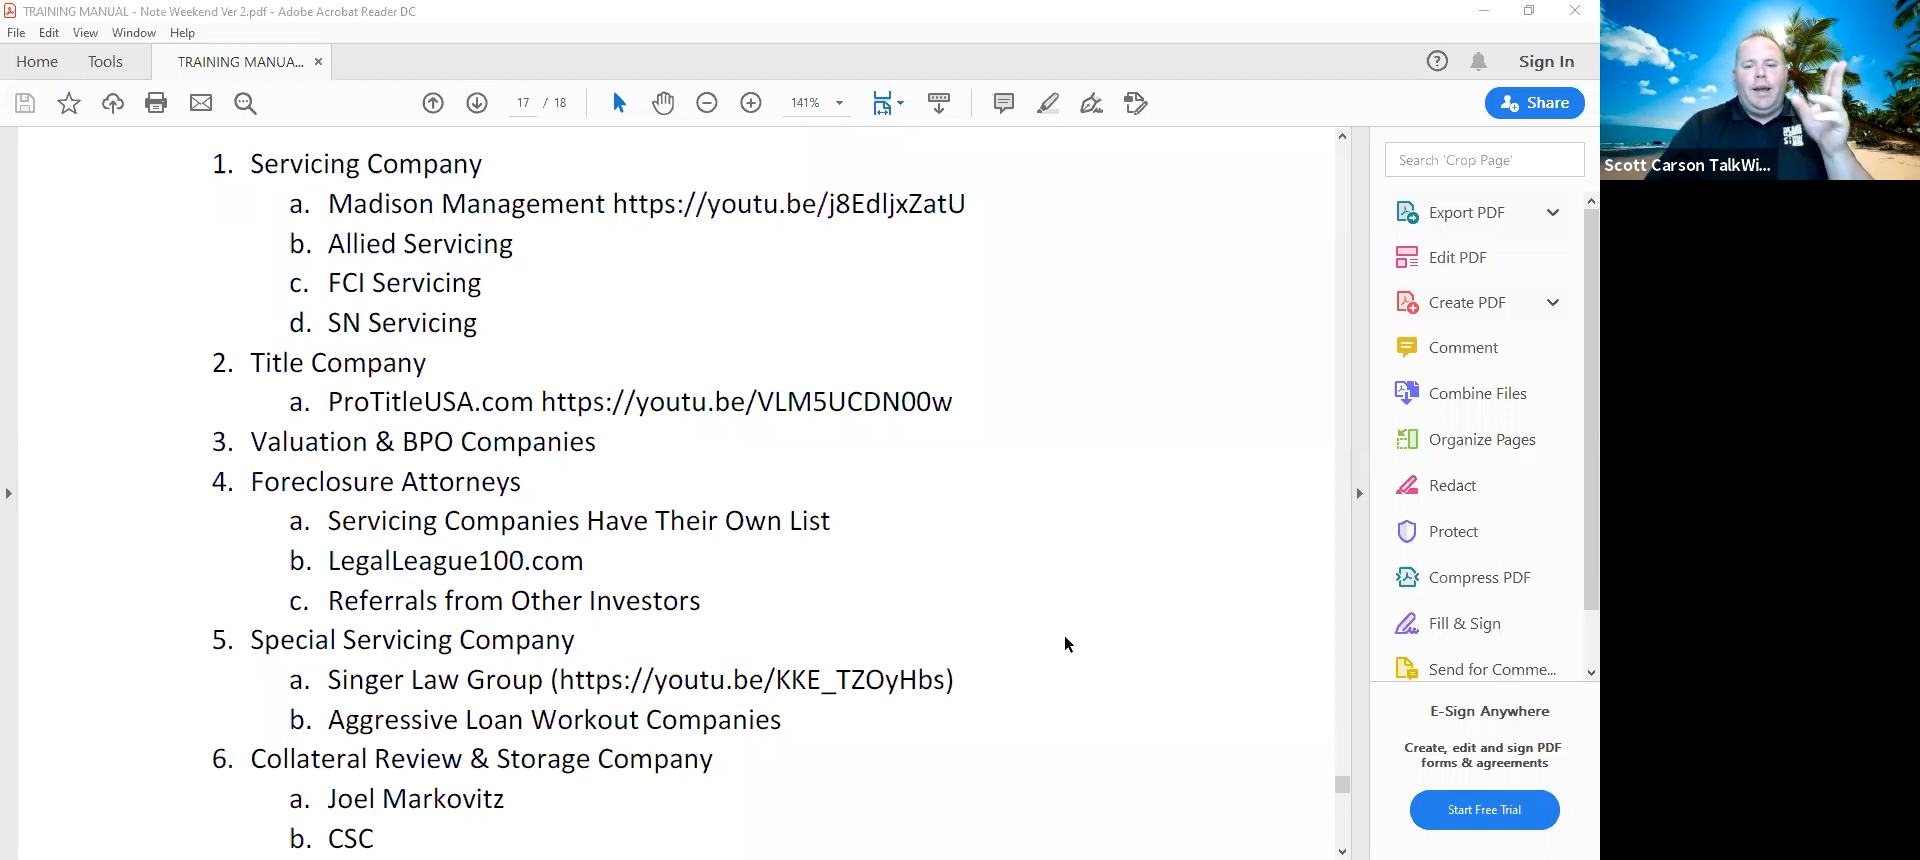 TRAINING MANUAL - Note Weekend Ver 2.pdf - Adobe Acrobat Reader DC
File Edit View Window Help
Home Tools TRAINING MANUA... ×
Sign In
17 / 18 141%
Share
1. Servicing Company
a. Madison Management https://youtu.be/j8EdljxZatU
b. Allied Servicing
c. FCI Servicing
d. SN Servicing
2. Title Company
a. ProTitleUSA.com https://youtu.be/VLM5UCDN00w
3. Valuation & BPO Companies
4. Foreclosure Attorneys
a. Servicing Companies Have Their Own List
b. LegalLeague100.com
c. Referrals from Other Investors
5. Special Servicing Company
a. Singer Law Group (https://youtu.be/KKE_TZOyHbs)
b. Aggressive Loan Workout Companies
6. Collateral Review & Storage Company
a. Joel Markovitz
b. CSC
Search 'Crop Page'
Export PDF
Edit PDF
Create PDF
Comment
Combine Files
Organize Pages
Redact
Protect
Compress PDF
Fill & Sign
Send for Comme...
E-Sign Anywhere
Create, edit and sign PDF
forms & agreements
Start Free Trial
Scott Carson TalkWi...